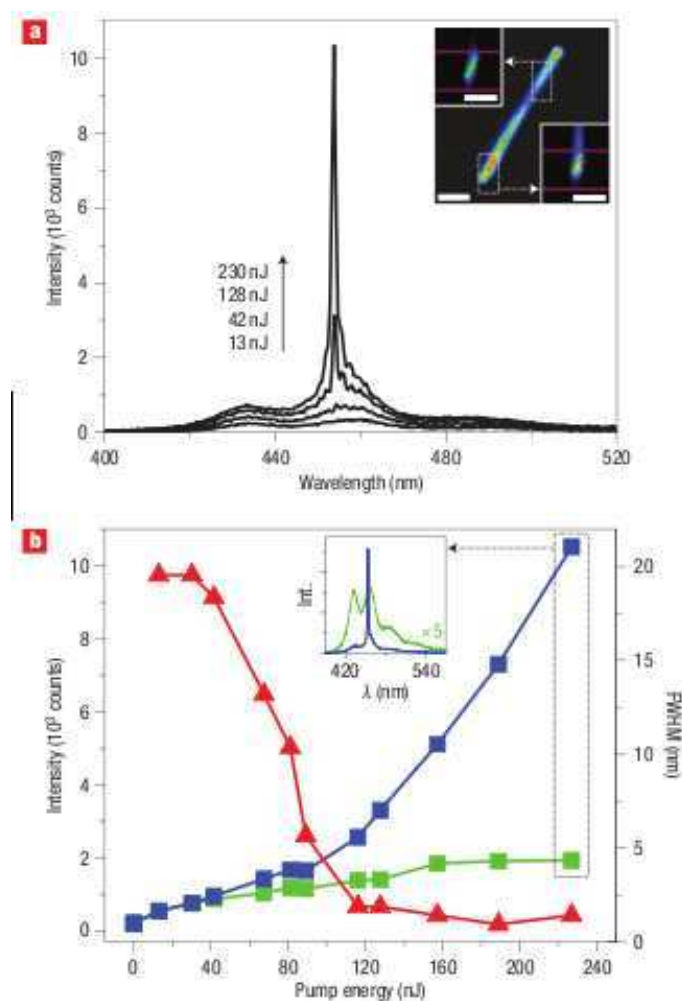 a
Intensity (10³ counts)
10
8
6
4
2
0
230 nJ
128 nJ
42 nJ
13 nJ
400
440
480
520
Wavelength (nm)
b
Intensity (10³ counts)
10
8
6
4
2
0
Int.
×5
420
540
λ (nm)
20
15
10
5
0
FWHM (nm)
0
40
80
120
160
200
240
Pump energy (nJ)